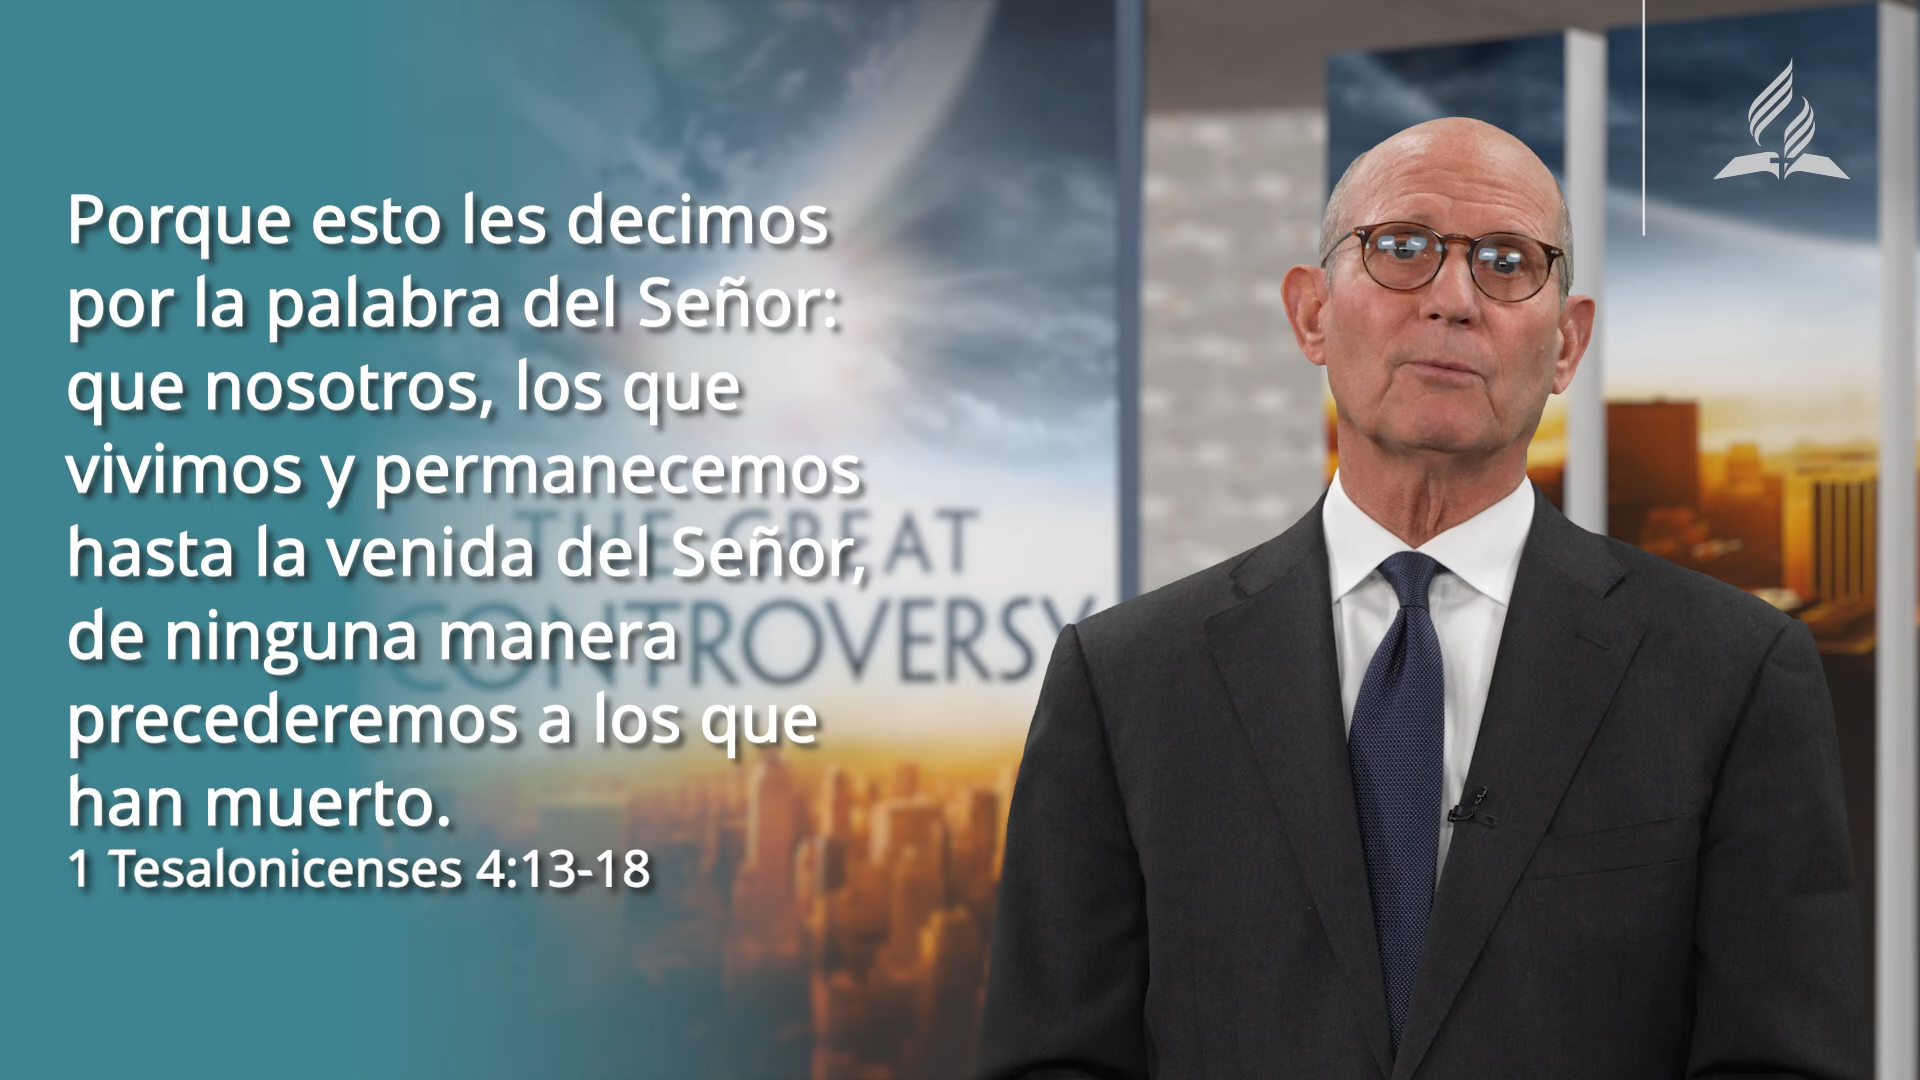 Porque esto les decimos
por la palabra del Señor:
que nosotros, los que
vivimos y permanecemos
hasta la venida del Señor,
de ninguna manera
precederemos a los que
han muerto.
1 Tesalonicenses 4:13-18
THE GREAT
CONTROVERSY